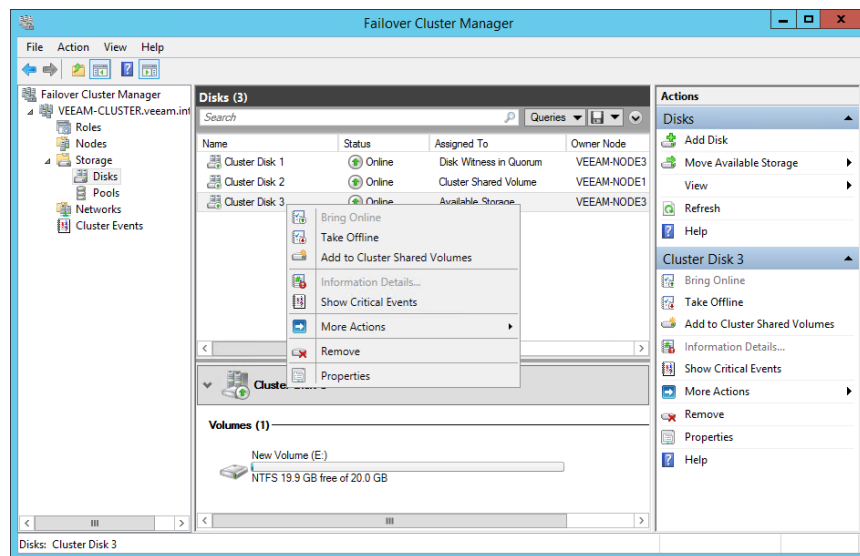 Failover Cluster Manager
File Action View Help
Failover Cluster Manager
VEEAM-CLUSTER.veeam.int
Roles
Nodes
Storage
Disks
Pools
Networks
Cluster Events
Disks (3)
Search
Queries
Name Status Assigned To Owner Node
Cluster Disk 1 Online Disk Witness in Quorum VEEAM-NODE3
Cluster Disk 2 Online Cluster Shared Volume VEEAM-NODE1
Cluster Disk 3 Online Available Storage VEEAM-NODE3
Bring Online
Take Offline
Add to Cluster Shared Volumes
Information Details...
Show Critical Events
More Actions
Remove
Properties
Volumes (1)
New Volume (E:)
NTFS 19.9 GB free of 20.0 GB
Actions
Disks
Add Disk
Move Available Storage
View
Refresh
Help
Cluster Disk 3
Bring Online
Take Offline
Add to Cluster Shared Volumes
Information Details...
Show Critical Events
More Actions
Remove
Properties
Help
Disks: Cluster Disk 3